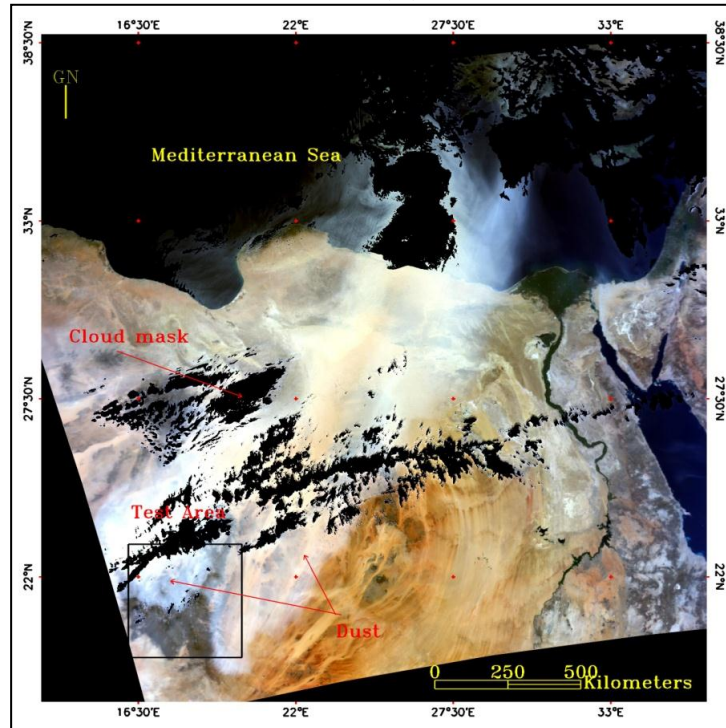 16°30'E 22°E 27°30'E 33°E
38°30'N 38°30'N
GN
Mediterranean Sea
33°N 33°N
Cloud mask
27°30'N 27°30'N
Test Area
22°N 22°N
Dust
0 250 500
Kilometers
16°30'E 22°E 27°30'E 33°E